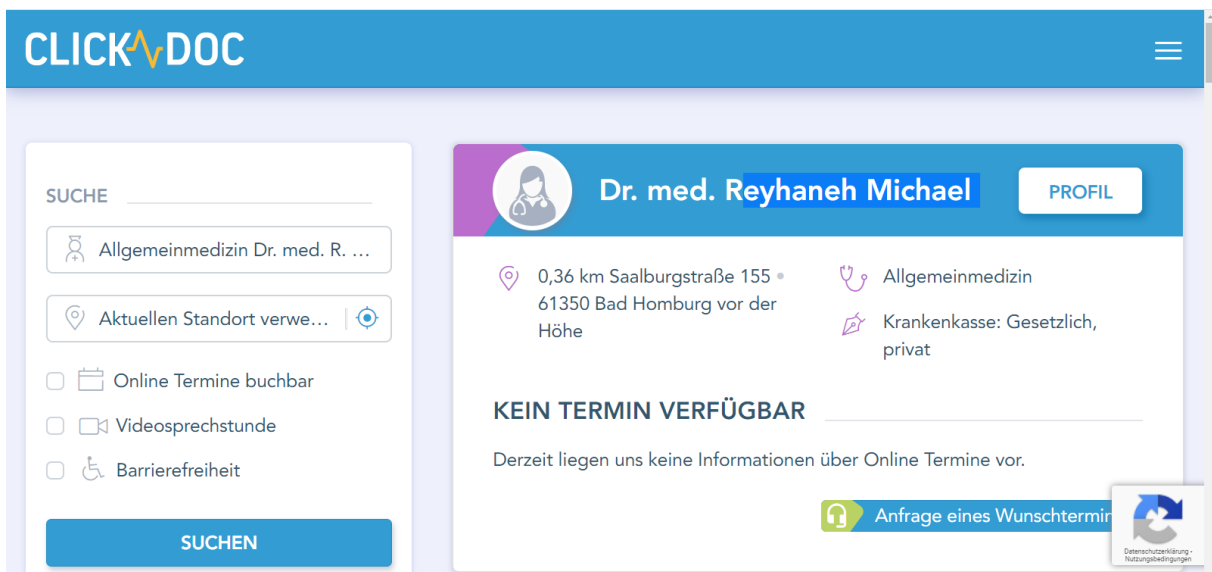 CLICK DOC
SUCHE
Allgemeinmedizin Dr. med. R. ...
Aktuellen Standort verwe...
Online Termine buchbar
Videosprechstunde
Barrierefreiheit
SUCHEN
Dr. med. Reyhaneh Michael
PROFIL
0,36 km Saalburgstraße 155 •
61350 Bad Homburg vor der
Höhe
Allgemeinmedizin
Krankenkasse: Gesetzlich,
privat
KEIN TERMIN VERFÜGBAR
Derzeit liegen uns keine Informationen über Online Termine vor.
Anfrage eines Wunschtermin
Datenschutzerklärung -
Nutzungsbedingungen